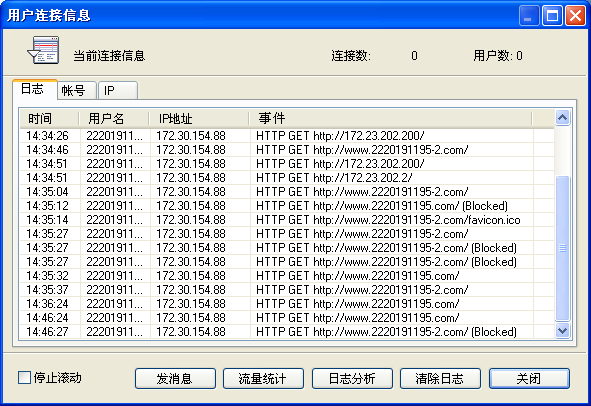 用户连接信息
当前连接信息 连接数: 0 用户数: 0
日志 帐号 IP
时间 用户名 IP地址 事件
14:34:26 22201911... 172.30.154.88 HTTP GET http://172.23.202.200/
14:34:46 22201911... 172.30.154.88 HTTP GET http://www.2220191195-2.com/
14:34:51 22201911... 172.30.154.88 HTTP GET http://172.23.202.200/
14:34:51 22201911... 172.30.154.88 HTTP GET http://172.23.202.2/
14:35:04 22201911... 172.30.154.88 HTTP GET http://www.2220191195-2.com/
14:35:12 22201911... 172.30.154.88 HTTP GET http://www.2220191195.com/ (Blocked)
14:35:14 22201911... 172.30.154.88 HTTP GET http://www.2220191195-2.com/favicon.ico
14:35:27 22201911... 172.30.154.88 HTTP GET http://www.2220191195-2.com/ (Blocked)
14:35:27 22201911... 172.30.154.88 HTTP GET http://www.2220191195-2.com/ (Blocked)
14:35:27 22201911... 172.30.154.88 HTTP GET http://www.2220191195-2.com/ (Blocked)
14:35:32 22201911... 172.30.154.88 HTTP GET http://www.2220191195.com/
14:35:37 22201911... 172.30.154.88 HTTP GET http://www.2220191195-2.com/
14:36:24 22201911... 172.30.154.88 HTTP GET http://www.2220191195.com/
14:46:24 22201911... 172.30.154.88 HTTP GET http://www.2220191195.com/
14:46:27 22201911... 172.30.154.88 HTTP GET http://www.2220191195-2.com/ (Blocked)
停止滚动 发消息 流量统计 日志分析 清除日志 关闭